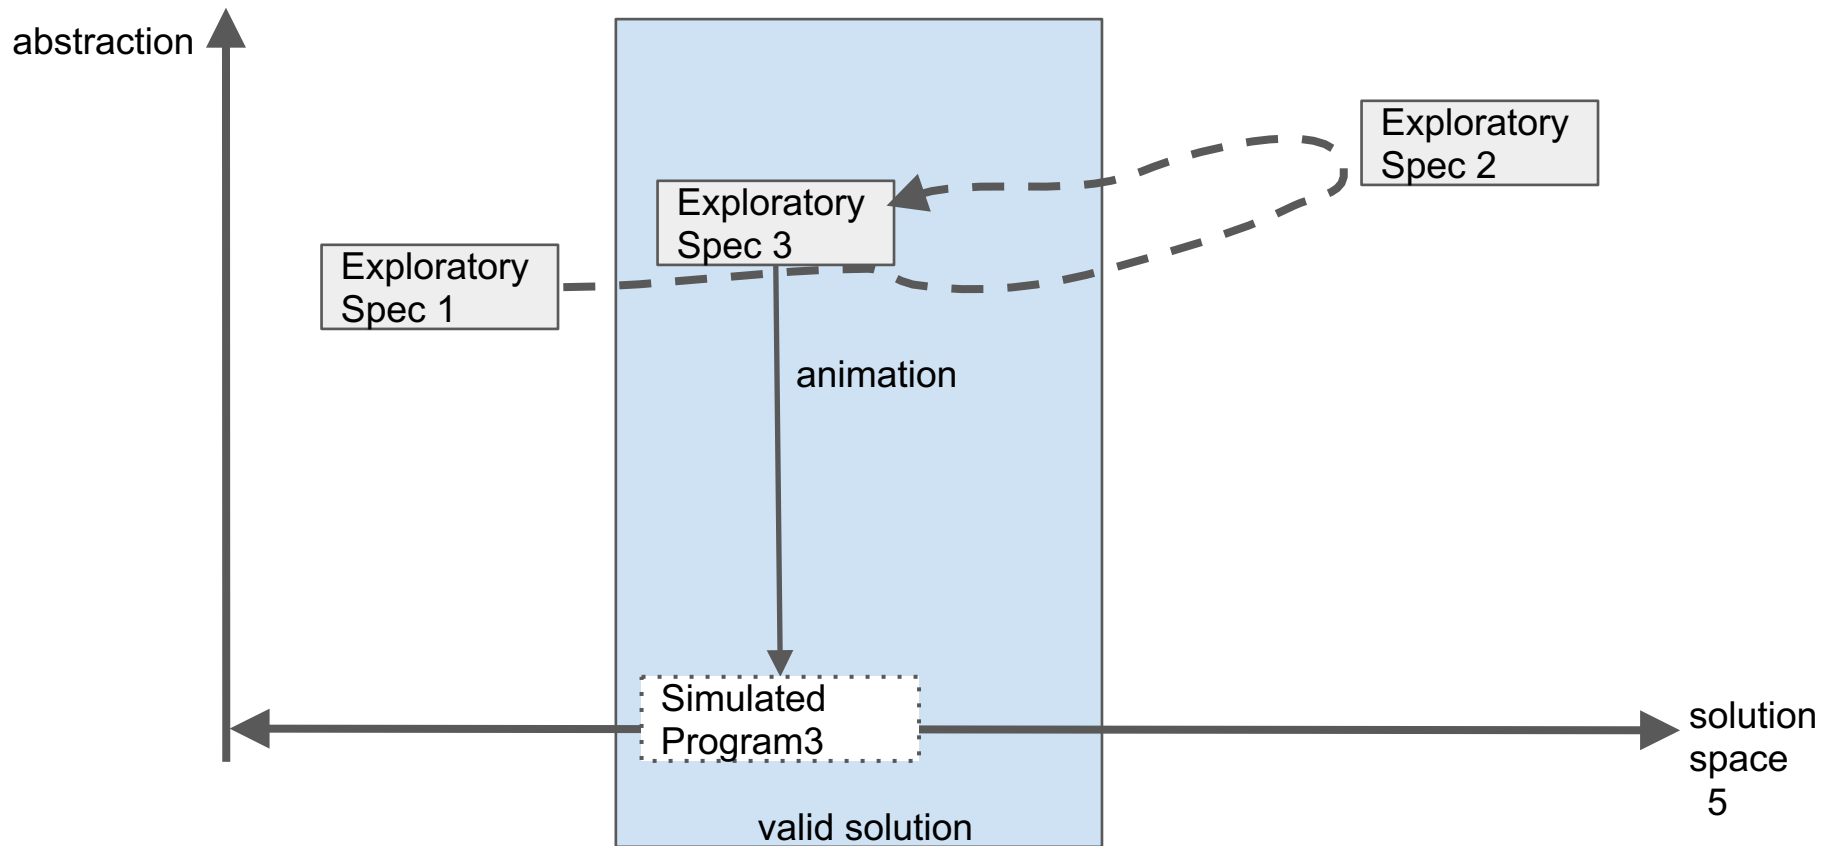 abstraction
Exploratory
Spec 2
Exploratory
Spec 3
Exploratory
Spec 1
animation
Simulated
Program3
solution
space
5
valid solution